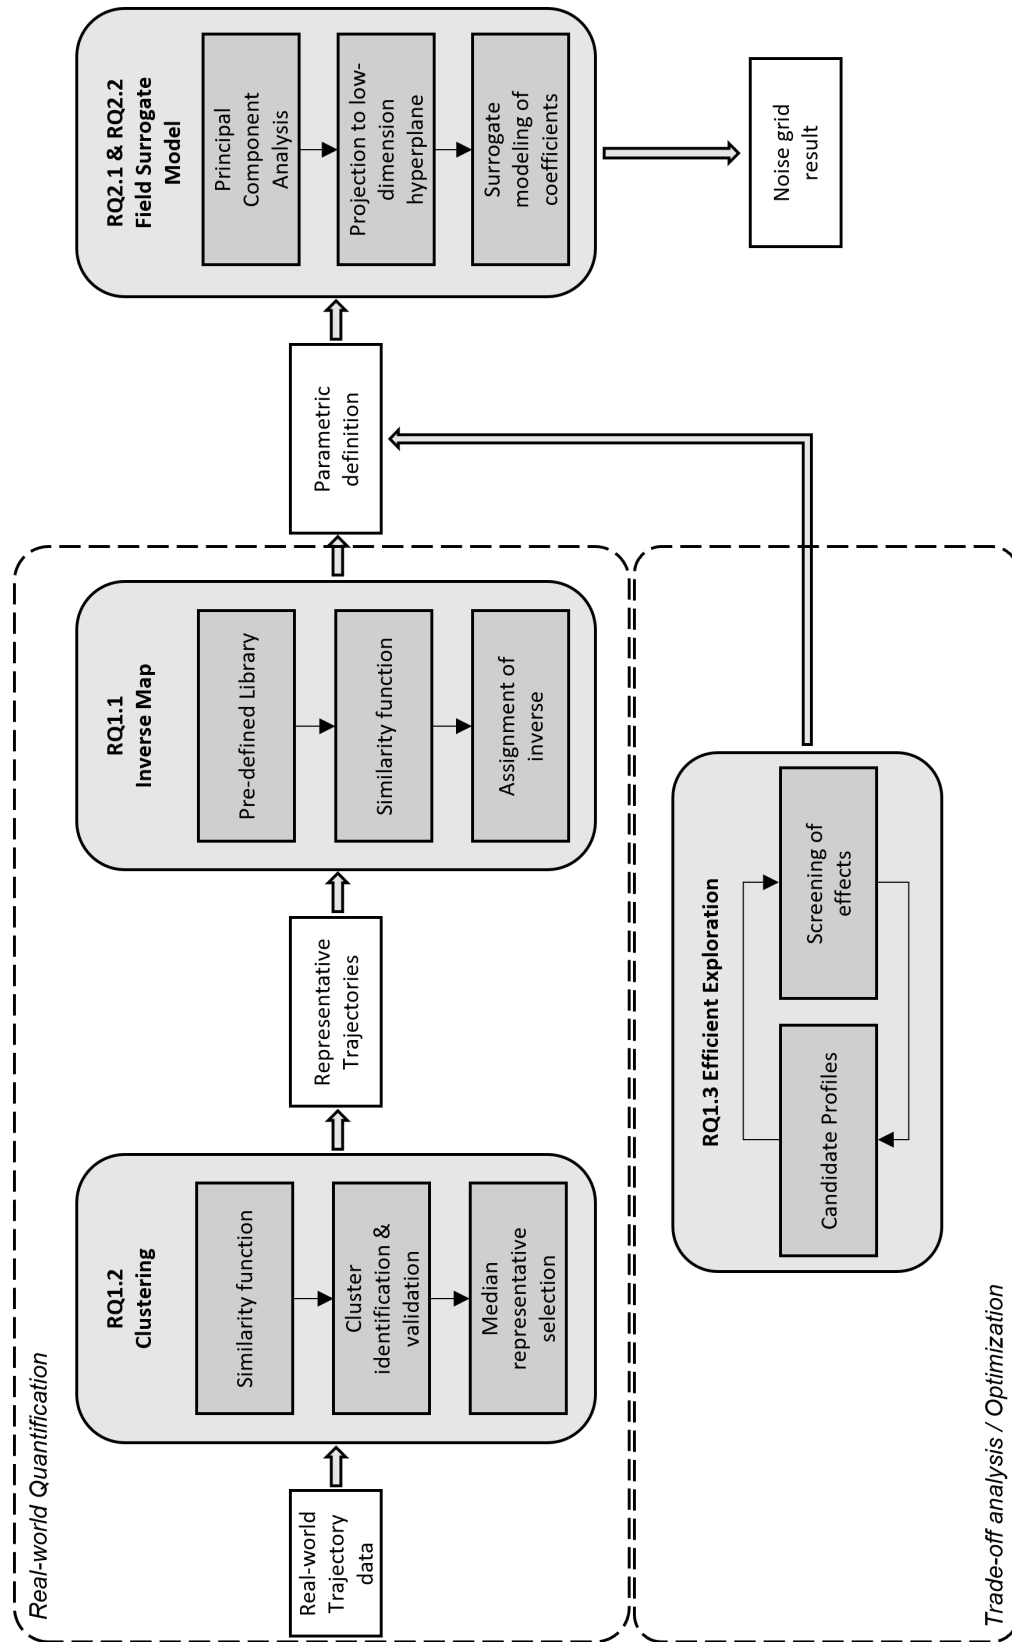 Real-world Quantification
Real-world
Trajectory
data
RQ1.2
Clustering
Similarity function
Cluster
identification &
validation
Median
representative
selection
Representative
Trajectories
RQ1.1
Inverse Map
Pre-defined Library
Similarity function
Assignment of
inverse
Parametric
definition
RQ2.1 & RQ2.2
Field Surrogate
Model
Principal
Component
Analysis
Projection to low-
dimension
hyperplane
Surrogate
modeling of
coefficients
Noise grid
result
RQ1.3 Efficient Exploration
Candidate Profiles
Screening of
effects
Trade-off analysis / Optimization